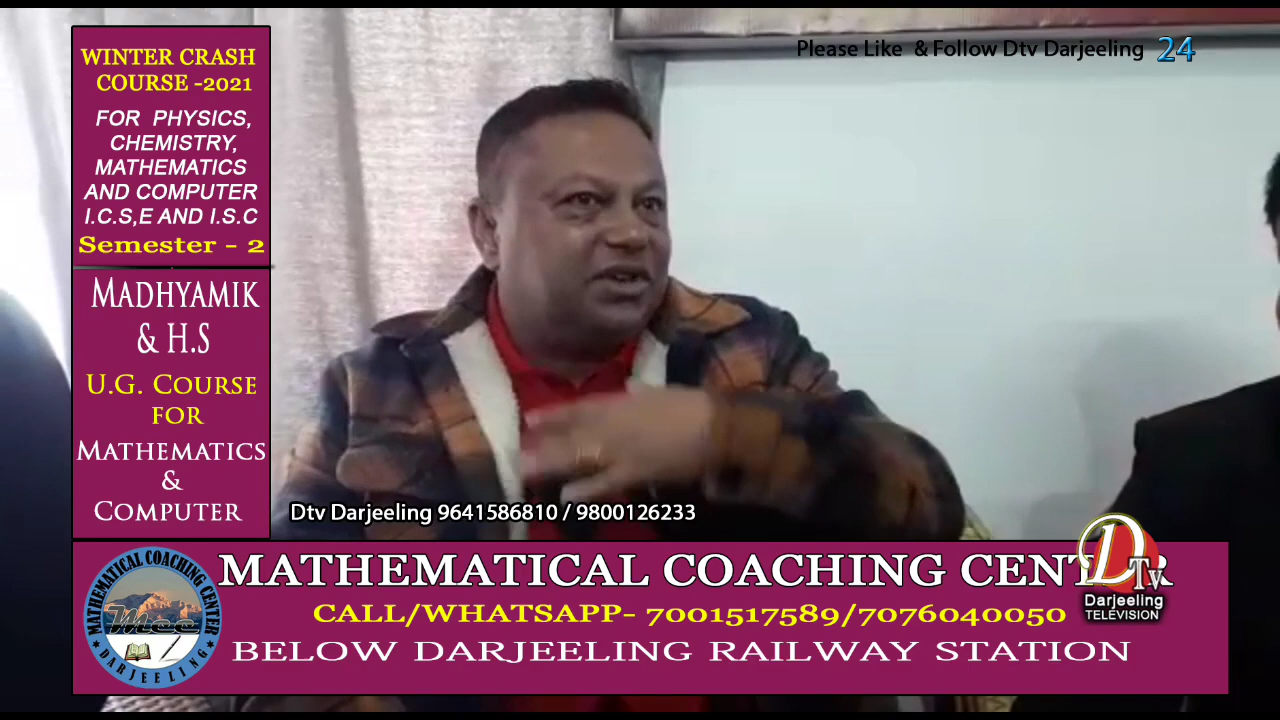 Please Like & Follow Dtv Darjeeling 24
WINTER CRASH
COURSE -2021
FOR PHYSICS,
CHEMISTRY,
MATHEMATICS
AND COMPUTER
I.C.S,E AND I.S.C
Semester - 2
MADHYAMIK
& H.S
U.G. COURSE
FOR
MATHEMATICS
&
COMPUTER
Dtv Darjeeling 9641586810 / 9800126233
MATHEMATICAL COACHING CENTER
CALL/WHATSAPP- 7001517589/7076040050
BELOW DARJEELING RAILWAY STATION
MATHEMATICAL COACHING CENTER
Mcc
DARJEELING
DTv
Darjeeling
TELEVISION